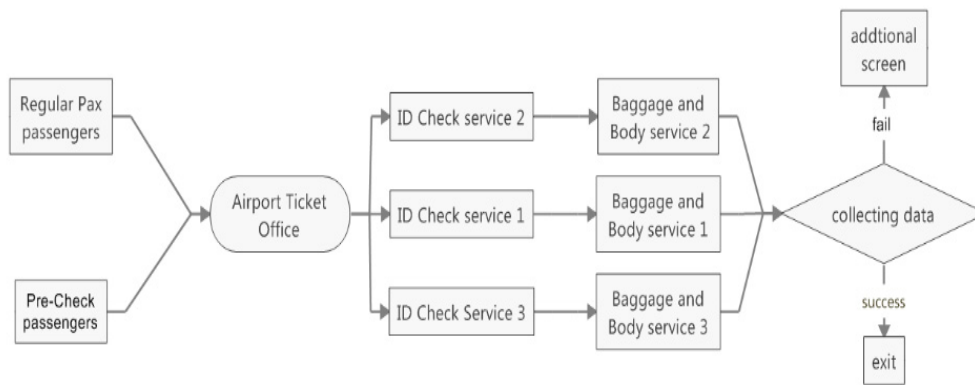 Regular Pax
passengers
Pre-Check
passengers
Airport Ticket
Office
ID Check service 2
ID Check service 1
ID Check Service 3
Baggage and
Body service 2
Baggage and
Body service 1
Baggage and
Body service 3
collecting data
fail
addtional
screen
success
exit